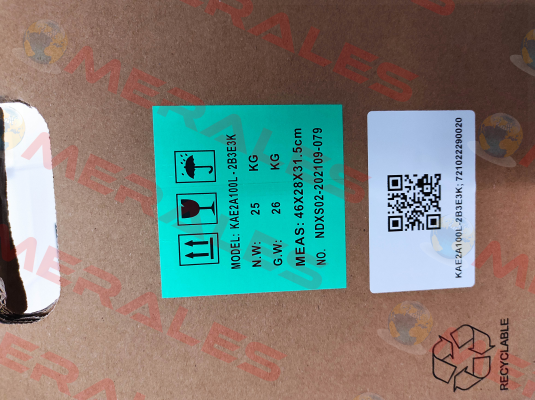 MERALES
MODEL: KAE2A100L-2B3E3K
N.W: 25 KG
G.W: 26 KG
MEAS: 46X28X31.5cm
NO. NDXS02-202109-079
KAE2A100L-2B3E3K; 721022290020
RECYCLABLE
MERALES